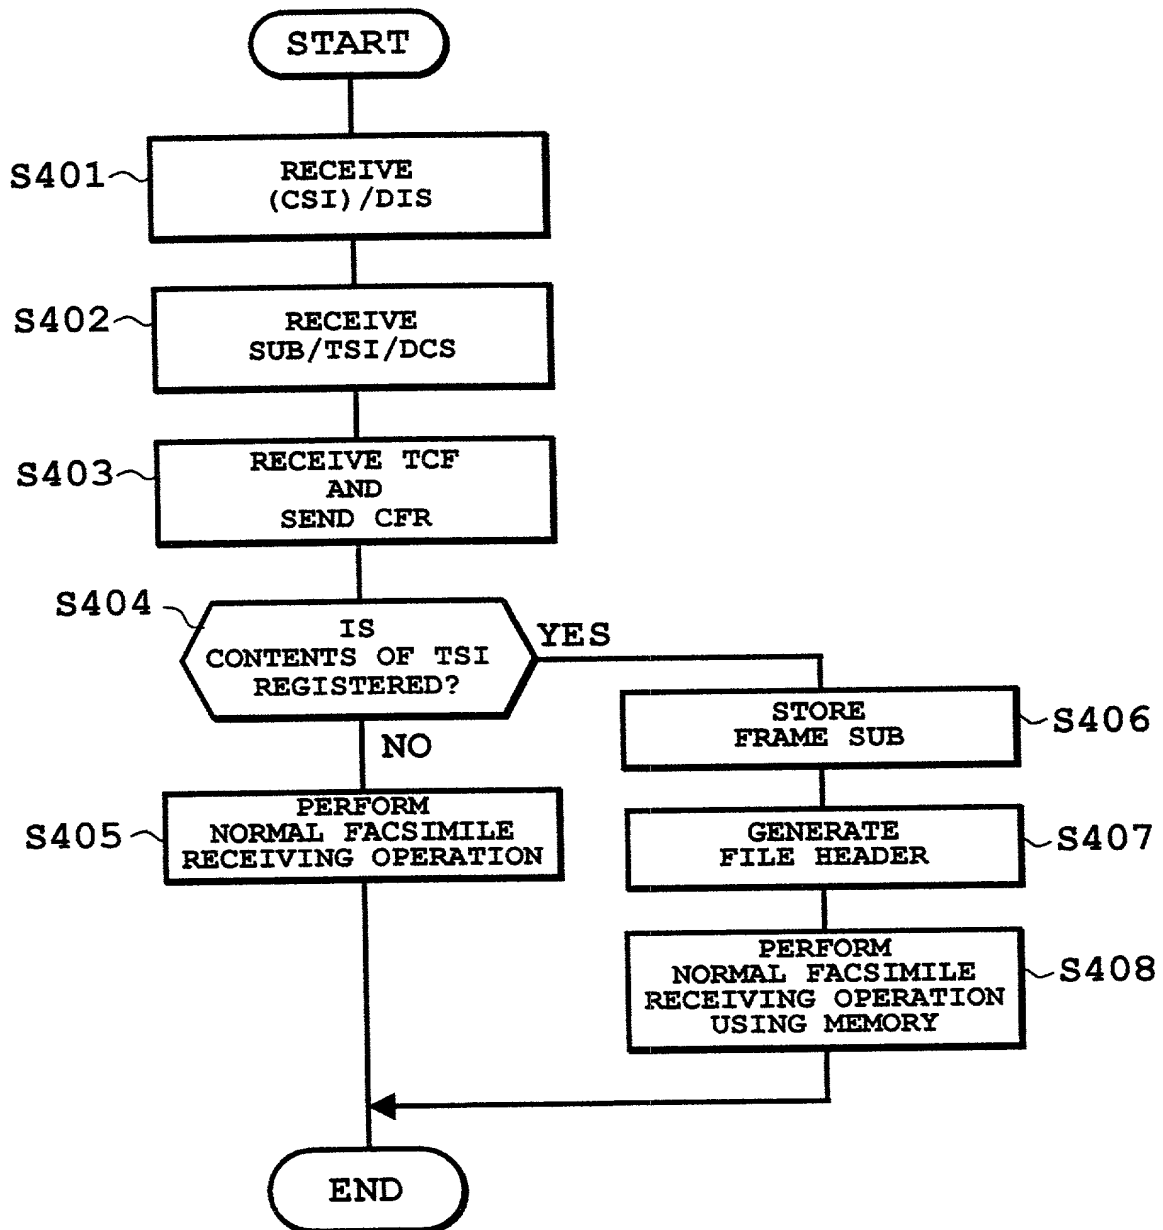 START
S401
RECEIVE
(CSI)/DIS
S402
RECEIVE
SUB/TSI/DCS
S403
RECEIVE TCF
AND
SEND CFR
S404
IS
CONTENTS OF TSI
REGISTERED?
YES
NO
S405
PERFORM
NORMAL FACSIMILE
RECEIVING OPERATION
STORE
FRAME SUB
S406
GENERATE
FILE HEADER
S407
PERFORM
NORMAL FACSIMILE
RECEIVING OPERATION
USING MEMORY
S408
END